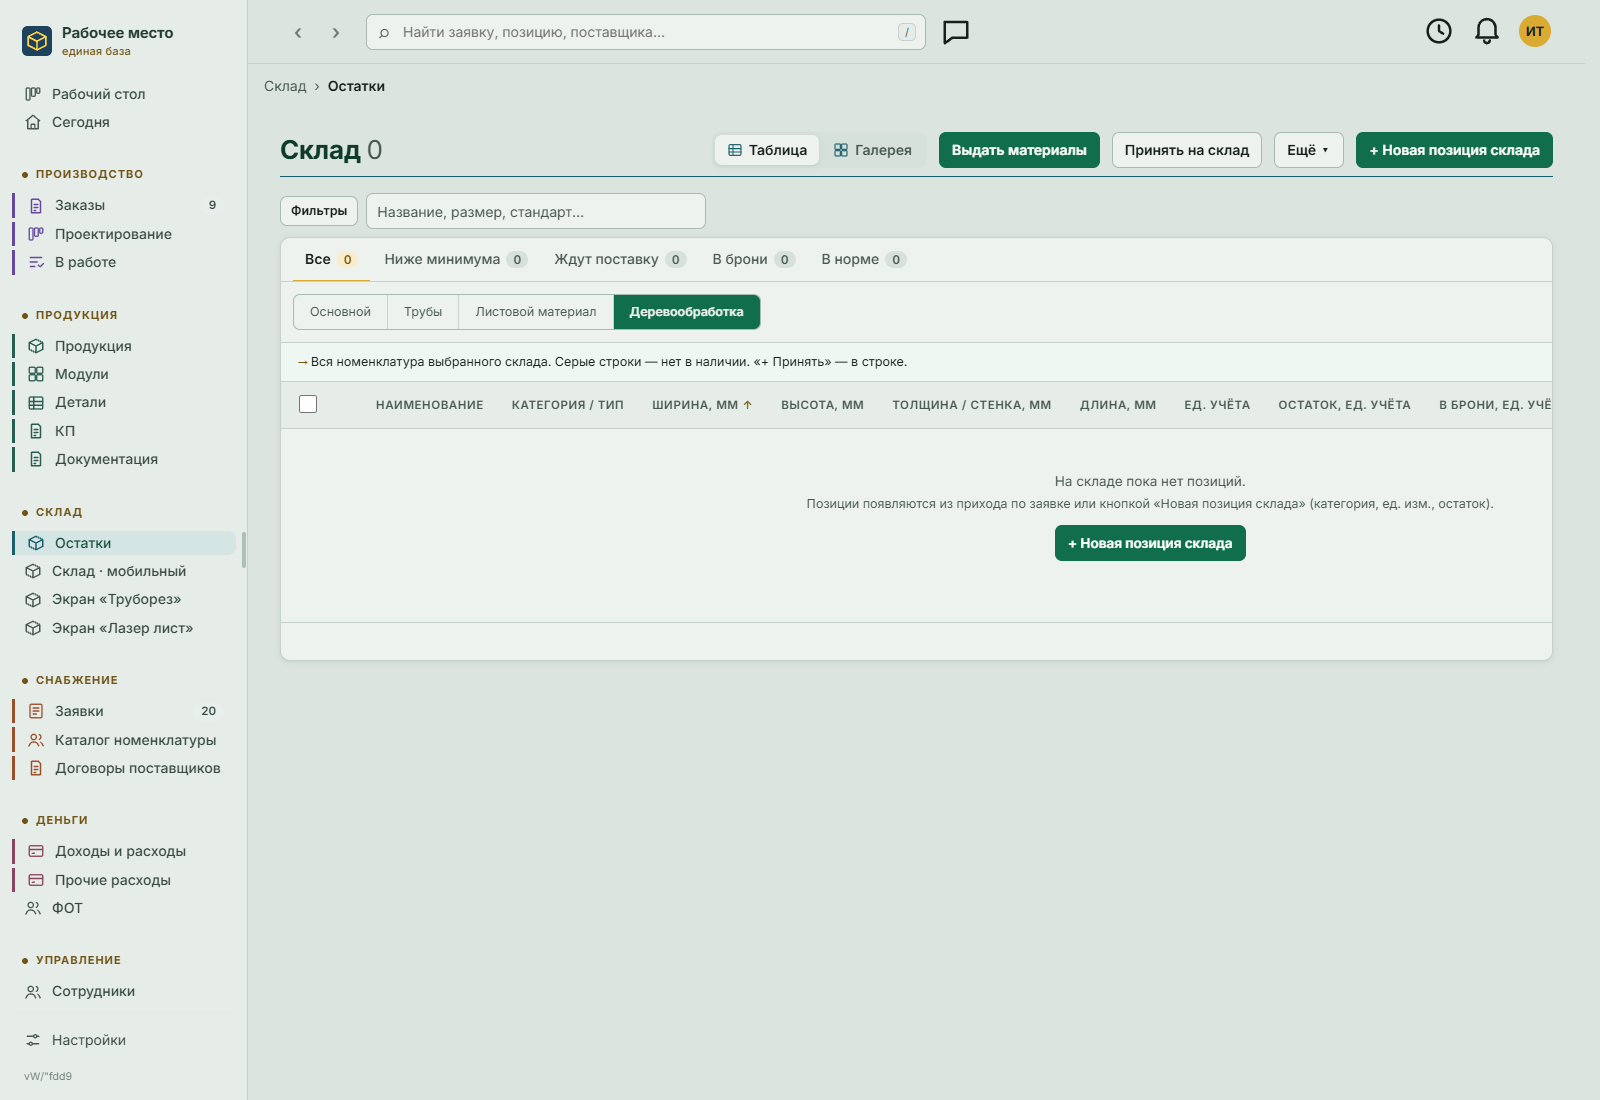 Рабочее место
единая база
Найти заявку, позицию, поставщика...
/
ИТ
Рабочий стол
Сегодня
ПРОИЗВОДСТВО
Заказы 9
Проектирование
В работе
ПРОДУКЦИЯ
Продукция
Модули
Детали
КП
Документация
СКЛАД
Остатки
Склад · мобильный
Экран «Труборез»
Экран «Лазер лист»
СНАБЖЕНИЕ
Заявки 20
Каталог номенклатуры
Договоры поставщиков
ДЕНЬГИ
Доходы и расходы
Прочие расходы
ФОТ
УПРАВЛЕНИЕ
Сотрудники
Настройки
vW/"fdd9
Склад › Остатки
Склад 0
Таблица Галерея Выдать материалы Принять на склад Ещё ▾ + Новая позиция склада
Фильтры Название, размер, стандарт...
Все 0 Ниже минимума 0 Ждут поставку 0 В брони 0 В норме 0
Основной Трубы Листовой материал Деревообработка
→ Вся номенклатура выбранного склада. Серые строки — нет в наличии. «+ Принять» — в строке.
НАИМЕНОВАНИЕ КАТЕГОРИЯ / ТИП ШИРИНА, ММ ↑ ВЫСОТА, ММ ТОЛЩИНА / СТЕНКА, ММ ДЛИНА, ММ ЕД. УЧЁТА ОСТАТОК, ЕД. УЧЁТА В БРОНИ, ЕД. УЧЁ
На складе пока нет позиций.
Позиции появляются из прихода по заявке или кнопкой «Новая позиция склада» (категория, ед. изм., остаток).
+ Новая позиция склада